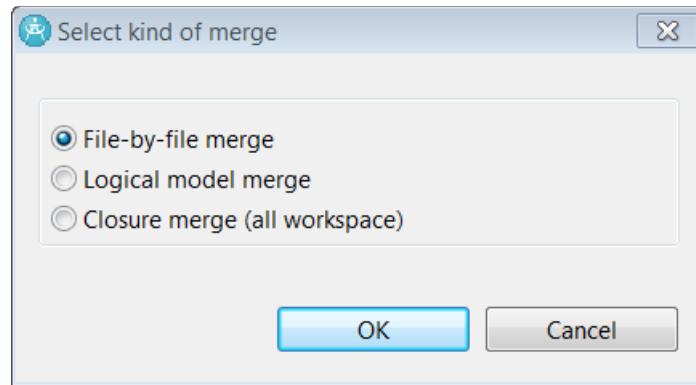 Select kind of merge
File-by-file merge
Logical model merge
Closure merge (all workspace)
OK
Cancel